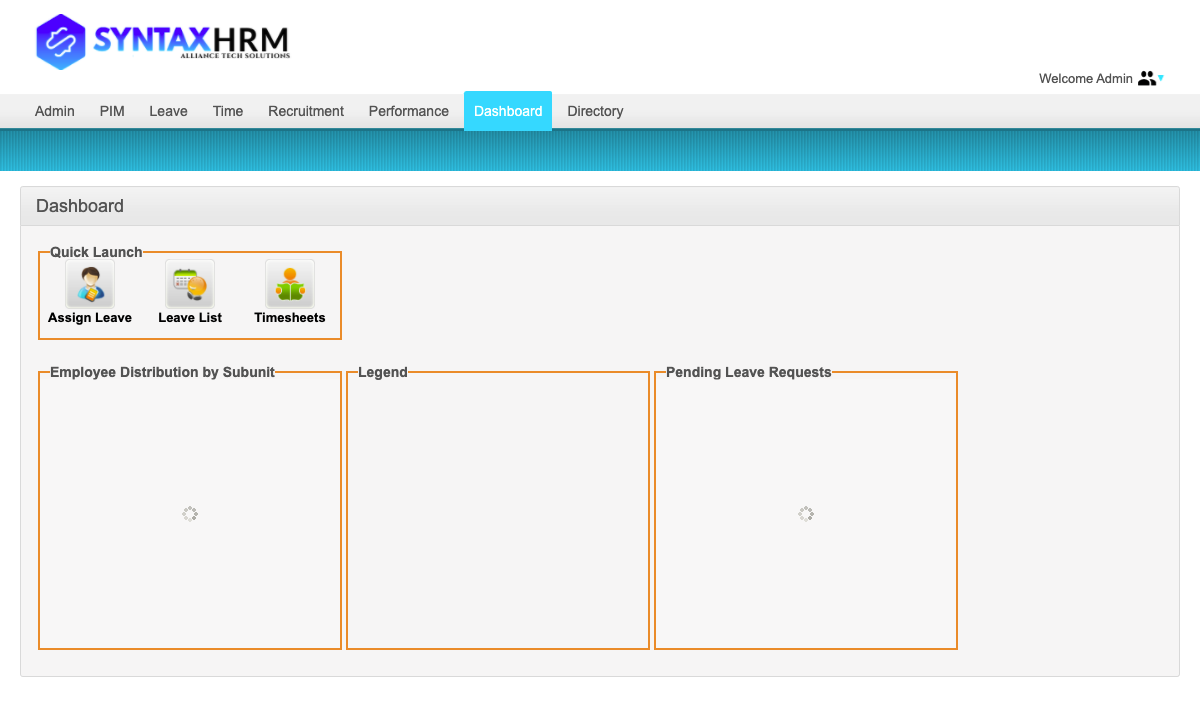 SYNTAXHRM
ALLIANCE TECH SOLUTIONS
Welcome Admin
Admin PIM Leave Time Recruitment Performance Dashboard Directory
Dashboard
Quick Launch
Assign Leave Leave List Timesheets
Employee Distribution by Subunit Legend Pending Leave Requests